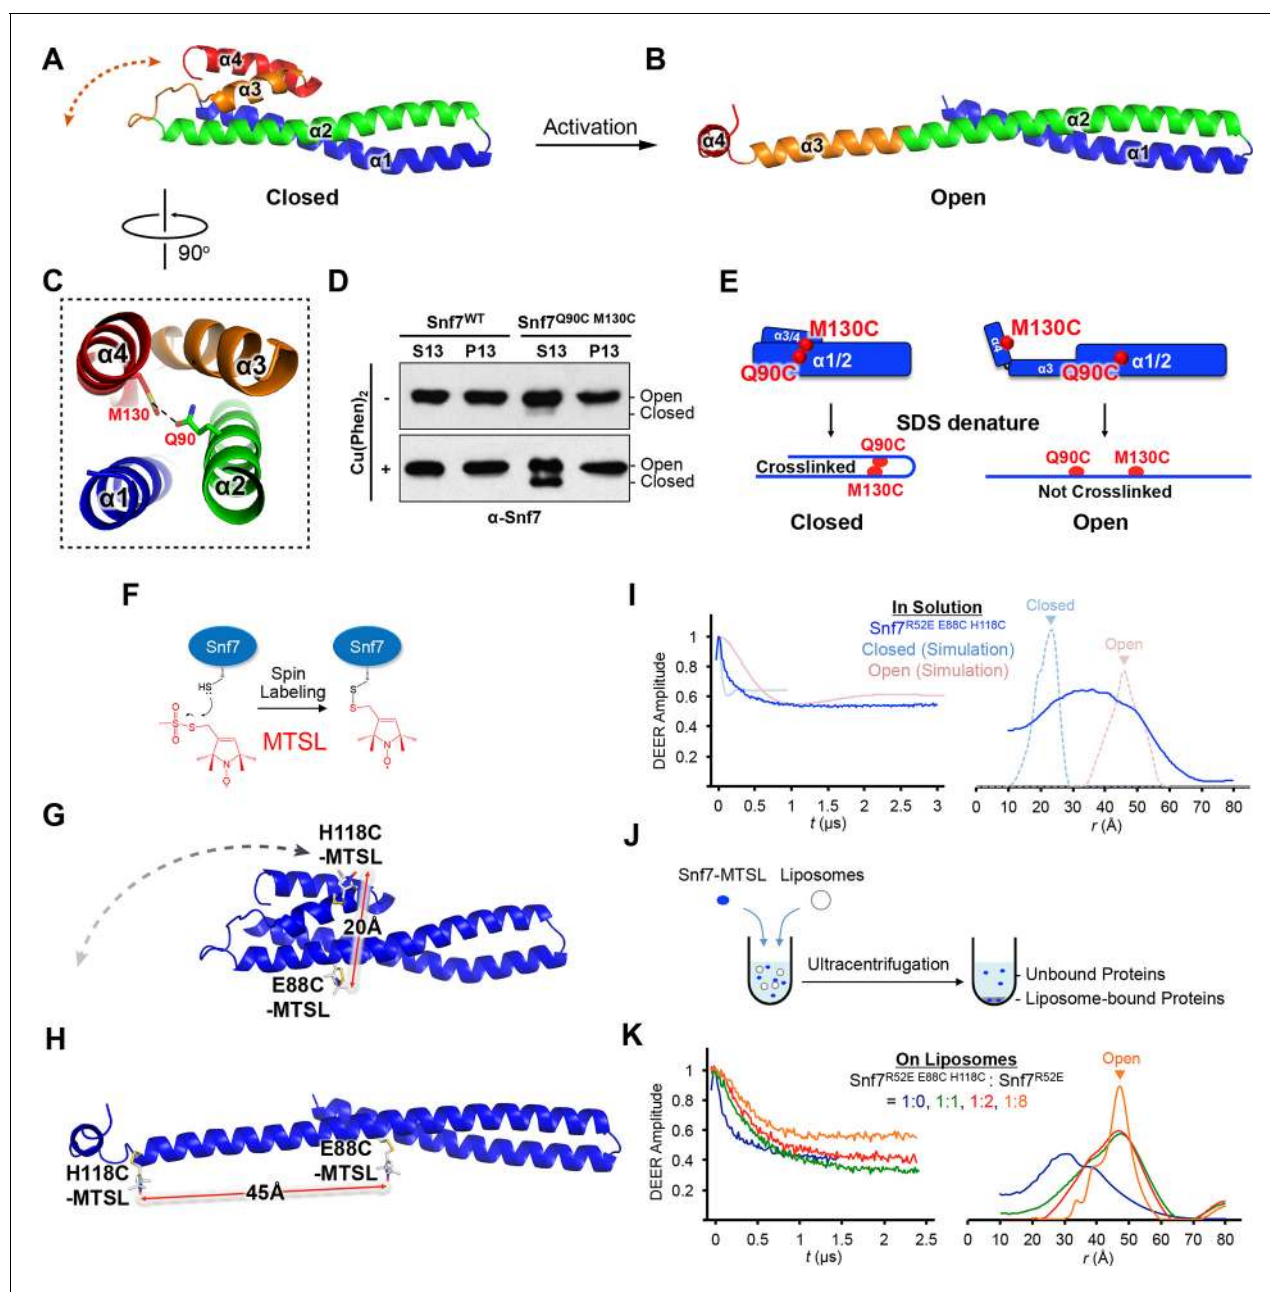 A
α4
α3
α2
α1
Closed
Activation
B
α4
α3
α2
α1
Open
90°
C
α4
α3
M130
Q90
α1
α2
D
Snf7WT Snf7Q90C M130C
S13 P13 S13 P13
Cu(Phen)2
-
Open
Closed
+
Open
Closed
α-Snf7
E
α3/4
M130C
α1/2
Q90C
α4
M130C
α3
Q90C
α1/2
SDS denature
Q90C
Crosslinked
M130C
Q90C M130C
Not Crosslinked
Closed
Open
F
Snf7
Snf7
HS
S
S
O
S
O
S
Spin
Labeling
MTSL
N
O
N
O
G
H118C
-MTSL
20Å
E88C
-MTSL
H
H118C
-MTSL
E88C
-MTSL
45Å
I
In Solution
Snf7R52E E88C H118C
Closed (Simulation)
Open (Simulation)
DEER Amplitude
1
0.8
0.6
0.4
0.2
0 0.5 1 1.5 2 2.5 3
t (µs)
Closed
Open
0 10 20 30 40 50 60 70 80
r (Å)
J
Snf7-MTSL Liposomes
Ultracentrifugation
Unbound Proteins
Liposome-bound Proteins
K
On Liposomes
Snf7R52E E88C H118C : Snf7R52E
= 1:0, 1:1, 1:2, 1:8
DEER Amplitude
1
0.8
0.6
0.4
0.2
0 0.5 1 1.5 2 2.5
t (µs)
Open
0 10 20 30 40 50 60 70 80
r (Å)